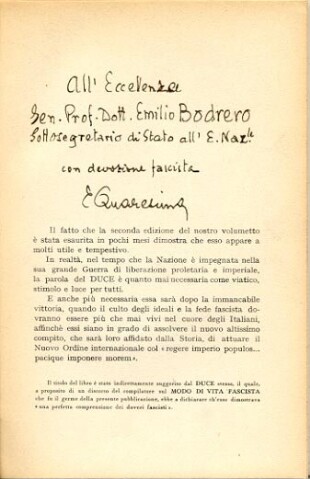 All' Eccellenza
Sen. Prof. Dott. Emilio Bodrero
Sottosegretario di Stato all' E. Naz.le
con devozione fascista
E Quaresima
Il fatto che la seconda edizione del nostro volumetto
è stata esaurita in pochi mesi dimostra che esso appare a
molti utile e tempestivo.
In realtà, nel tempo che la Nazione è impegnata nella
sua grande Guerra di liberazione proletaria e imperiale,
la parola del DUCE è quanto mai necessaria come viatico,
stimolo e luce per tutti.
E anche più necessaria essa sarà dopo la immancabile
vittoria, quando il culto degli ideali e la fede fascista do-
vranno essere più che mai vivi nel cuore degli Italiani,
affinchè essi siano in grado di assolvere il nuovo altissimo
compito, che sarà loro affidato dalla Storia, di attuare il
Nuovo Ordine internazionale col «regere imperio populos...
pacique imponere morem».
Il titolo del libro è stato indirettamente suggerito dal DUCE stesso, il quale,
a proposito di un discorso del compilatore sul MODO DI VITA FASCISTA
che fu il germe della presente pubblicazione, ebbe a dichiarare ch'esso dimostrava
«una perfetta comprensione dei doveri fascisti».